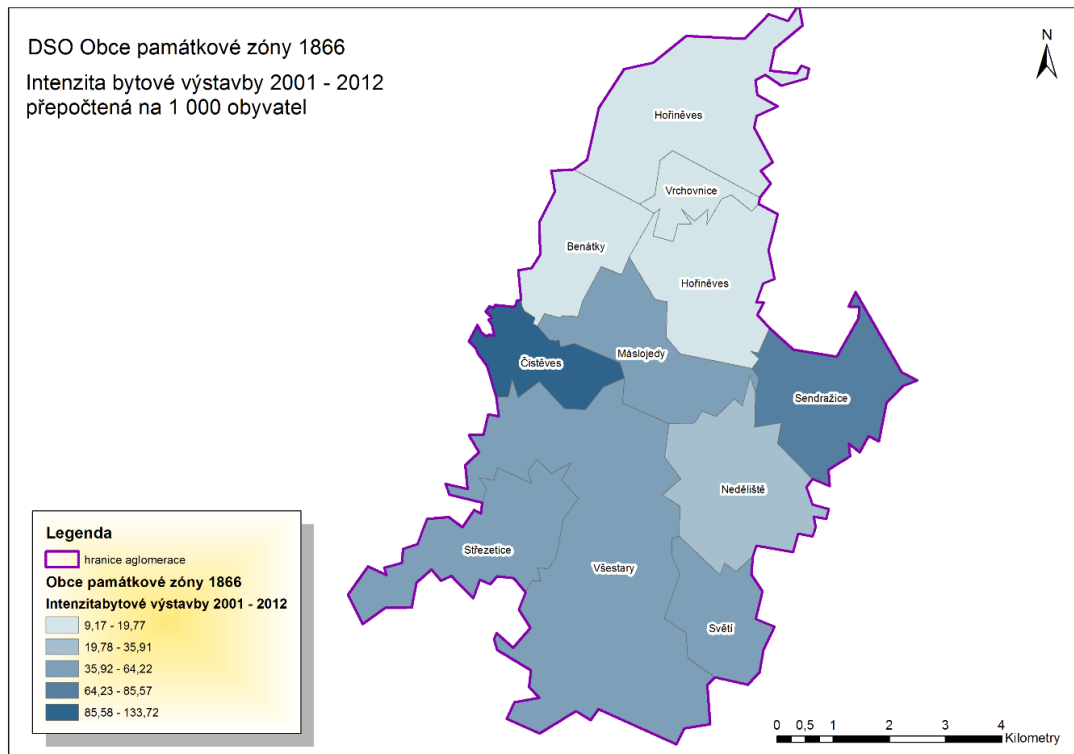 DSO Obce památkové zóny 1866
Intenzita bytové výstavby 2001 - 2012
přepočtená na 1 000 obyvatel
N
Hořiněves
Vrchovnice
Benátky
Hořiněves
Máslojedy
Čistěves
Sendražice
Neděliště
Střezetice
Všestary
Světí
Legenda
hranice aglomerace
Obce památkové zóny 1866
Intenzitabytové výstavby 2001 - 2012
9,17 - 19,77
19,78 - 35,91
35,92 - 64,22
64,23 - 85,57
85,58 - 133,72
0 0,5 1 2 3 4
Kilometry